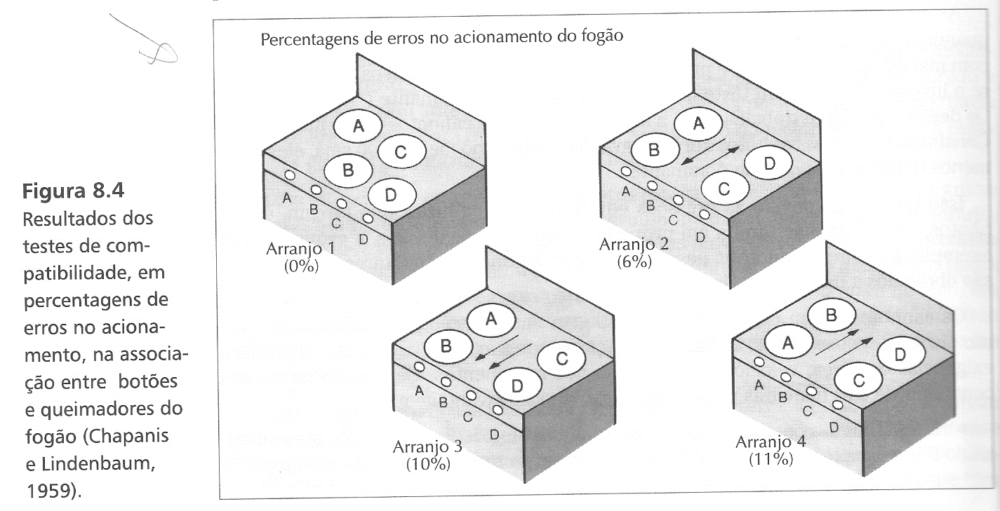 Figura 8.4
Resultados dos
testes de com-
patibilidade, em
percentagens de
erros no aciona-
mento, na associa-
ção entre botões
e queimadores do
fogão (Chapanis
e Lindenbaum,
1959).
Percentagens de erros no acionamento do fogão
A
C
B
D
A
B
C
D
Arranjo 1
(0%)
A
B
D
C
A
B
C
D
Arranjo 2
(6%)
A
B
C
D
A
B
C
D
Arranjo 3
(10%)
B
A
D
C
A
B
C
D
Arranjo 4
(11%)